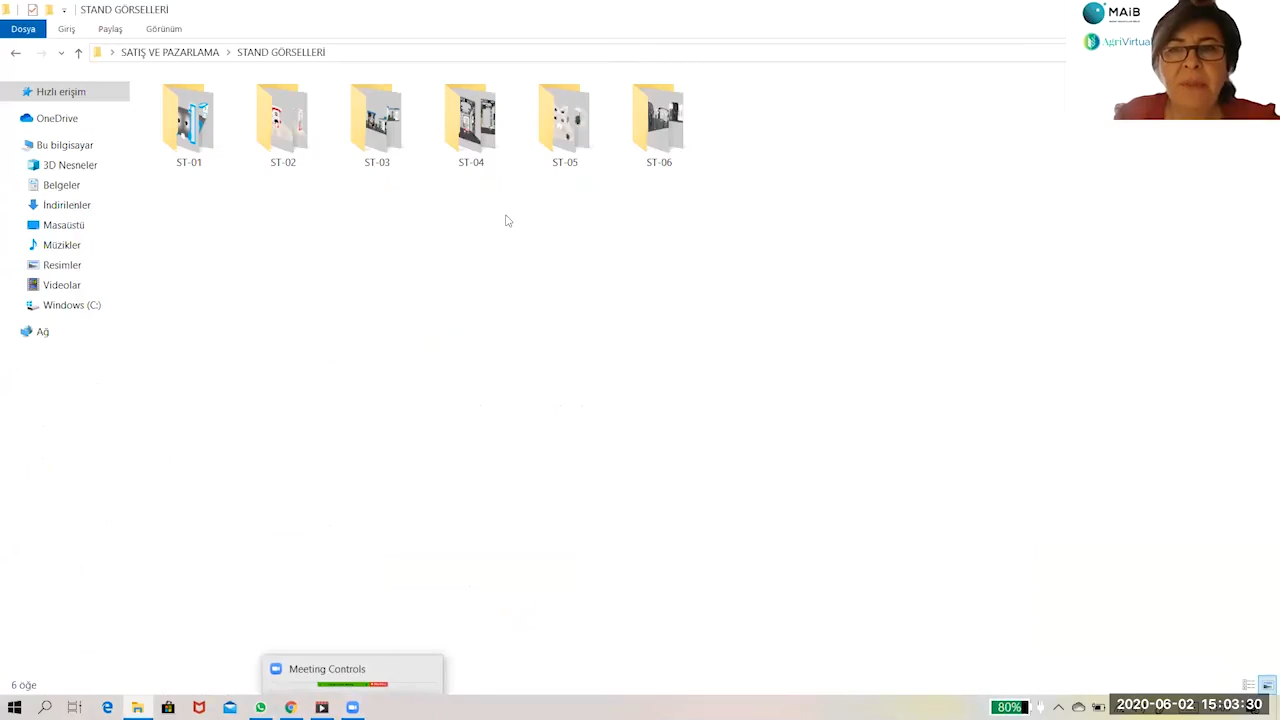 STAND GÖRSELLERİ
Dosya Giriş Paylaş Görünüm
SATIŞ VE PAZARLAMA > STAND GÖRSELLERİ
MAiB
AgriVirtual
Hızlı erişim
OneDrive
Bu bilgisayar
3D Nesneler
Belgeler
İndirilenler
Masaüstü
Müzikler
Resimler
Videolar
Windows (C:)
Ağ
ST-01 ST-02 ST-03 ST-04 ST-05 ST-06
Meeting Controls
6 öğe
80%
2020-06-02 15:03:30